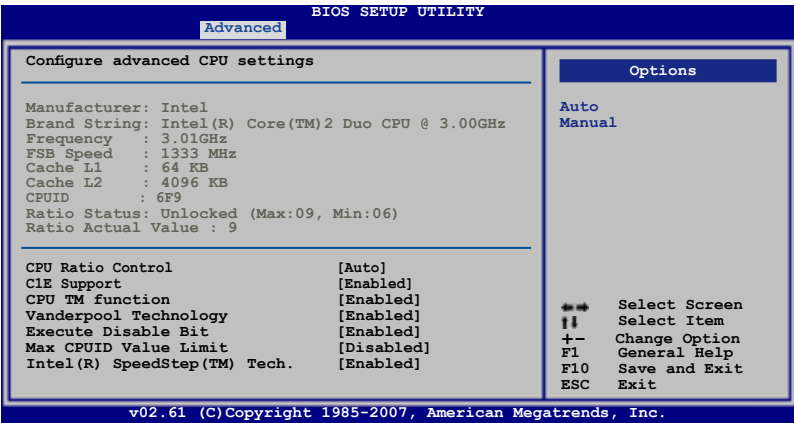 BIOS SETUP UTILITY
Advanced
Configure advanced CPU settings
Manufacturer: Intel
Brand String: Intel(R) Core(TM)2 Duo CPU @ 3.00GHz
Frequency : 3.01GHz
FSB Speed : 1333 MHz
Cache L1 : 64 KB
Cache L2 : 4096 KB
CPUID : 6F9
Ratio Status: Unlocked (Max:09, Min:06)
Ratio Actual Value : 9
CPU Ratio Control [Auto]
C1E Support [Enabled]
CPU TM function [Enabled]
Vanderpool Technology [Enabled]
Execute Disable Bit [Enabled]
Max CPUID Value Limit [Disabled]
Intel(R) SpeedStep(TM) Tech. [Enabled]
Options
Auto
Manual
Select Screen
Select Item
+- Change Option
F1 General Help
F10 Save and Exit
ESC Exit
v02.61 (C)Copyright 1985-2007, American Megatrends, Inc.